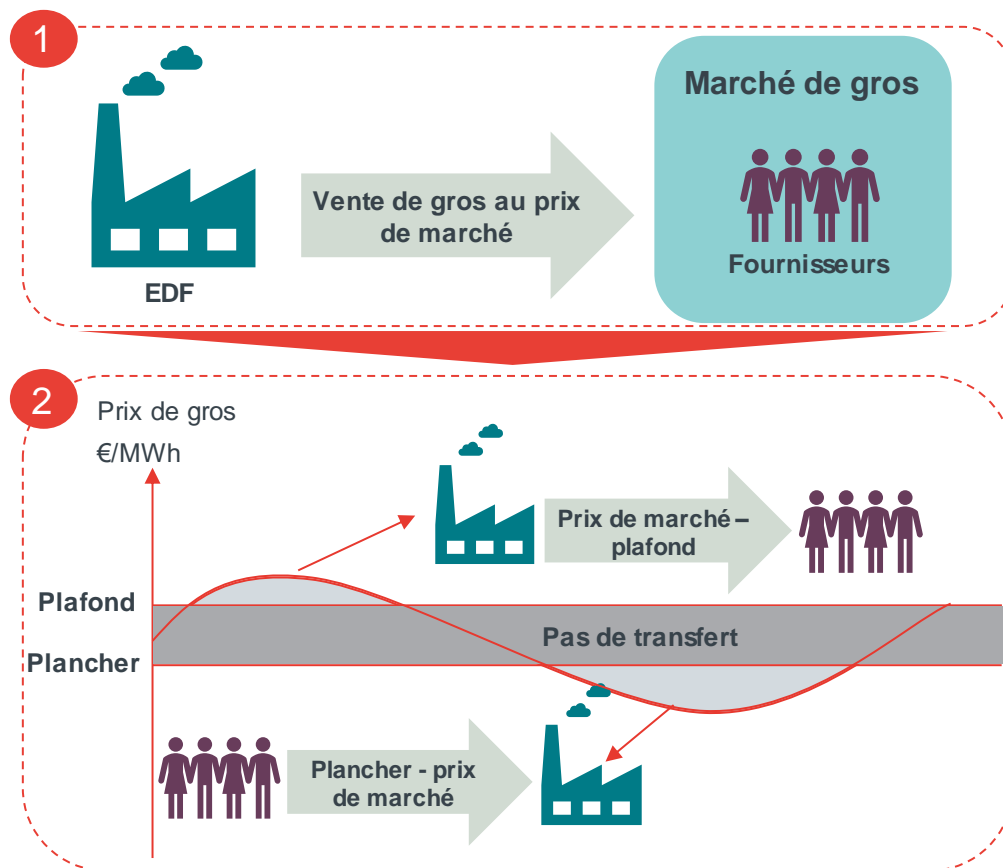 1
Marché de gros
Vente de gros au prix
de marché
Fournisseurs
EDF
2
Prix de gros
€/MWh
Prix de marché –
plafond
Plafond
Pas de transfert
Plancher
Plancher - prix
de marché